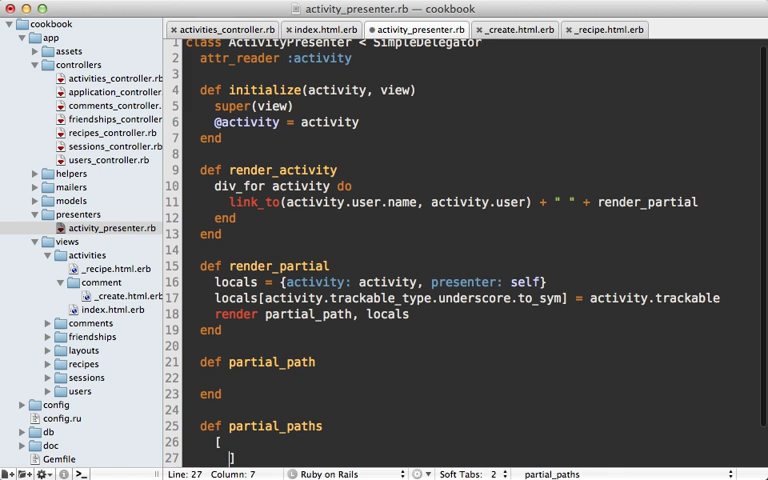 activity_presenter.rb — cookbook
cookbook
app
assets
controllers
activities_controller.rb
application_controller
comments_controller.
friendships_controller
recipes_controller.rb
sessions_controller.rb
users_controller.rb
helpers
mailers
models
presenters
activity_presenter.rb
views
activities
_recipe.html.erb
comment
_create.html.erb
index.html.erb
comments
friendships
layouts
recipes
sessions
users
config
config.ru
db
doc
Gemfile
activities_controller.rb index.html.erb activity_presenter.rb _create.html.erb _recipe.html.erb
1 class ActivityPresenter < SimpleDelegator
2 attr_reader :activity
3
4 def initialize(activity, view)
5 super(view)
6 @activity = activity
7 end
8
9 def render_activity
10 div_for activity do
11 link_to(activity.user.name, activity.user) + " " + render_partial
12 end
13 end
14
15 def render_partial
16 locals = {activity: activity, presenter: self}
17 locals[activity.trackable_type.underscore.to_sym] = activity.trackable
18 render partial_path, locals
19 end
20
21 def partial_path
22
23 end
24
25 def partial_paths
26 [
27 ]
Line: 27 Column: 7 Ruby on Rails Soft Tabs: 2 partial_paths